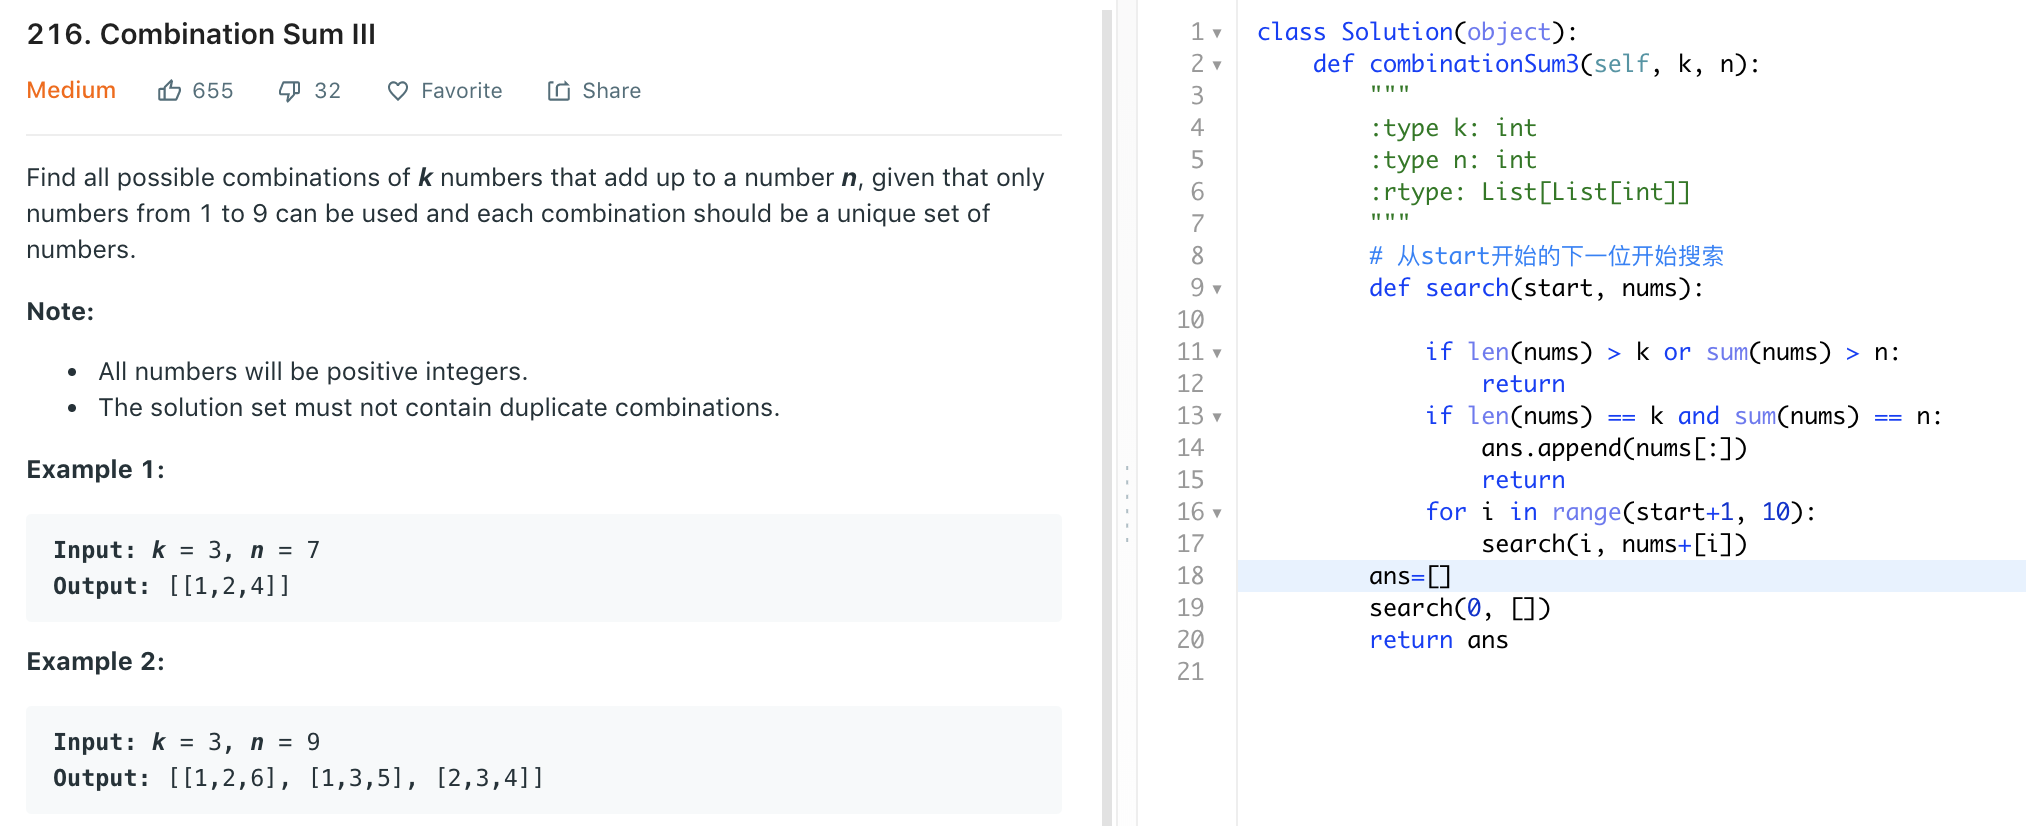 216. Combination Sum III
Medium 655 32 Favorite Share
Find all possible combinations of k numbers that add up to a number n, given that only
numbers from 1 to 9 can be used and each combination should be a unique set of
numbers.
Note:
• All numbers will be positive integers.
• The solution set must not contain duplicate combinations.
Example 1:
Input: k = 3, n = 7
Output: [[1,2,4]]
Example 2:
Input: k = 3, n = 9
Output: [[1,2,6], [1,3,5], [2,3,4]]
1 class Solution(object):
2 def combinationSum3(self, k, n):
3 """
4 :type k: int
5 :type n: int
6 :rtype: List[List[int]]
7 """
8 # 从start开始的下一位开始搜索
9 def search(start, nums):
10
11 if len(nums) > k or sum(nums) > n:
12 return
13 if len(nums) == k and sum(nums) == n:
14 ans.append(nums[:])
15 return
16 for i in range(start+1, 10):
17 search(i, nums+[i])
18 ans=[]
19 search(0, [])
20 return ans
21